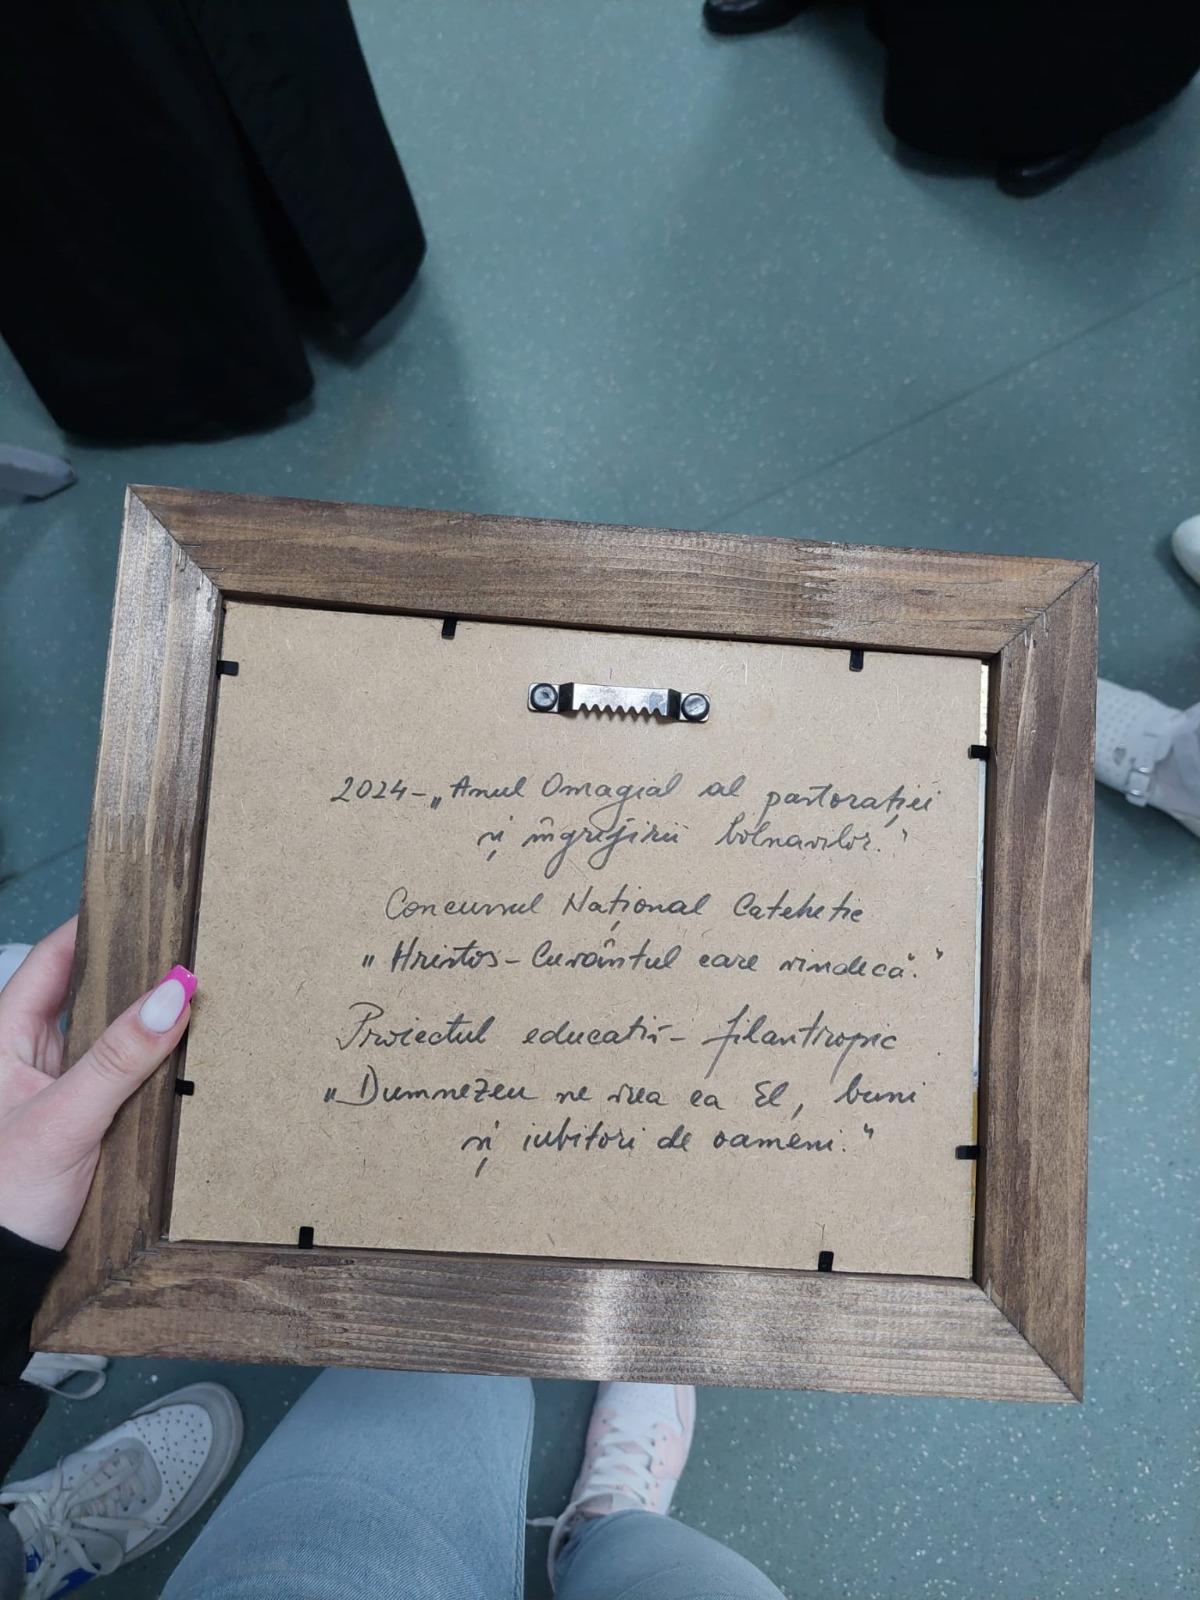 2024-„Anul Omagial al pastorației
și îngrijirii bolnavilor."
Concursul Național Catehetic
„Hristos-Cuvântul care vindecă."
Proiectul educativ-filantropic
„Dumnezeu ne vrea ca El, buni
și iubitori de oameni."